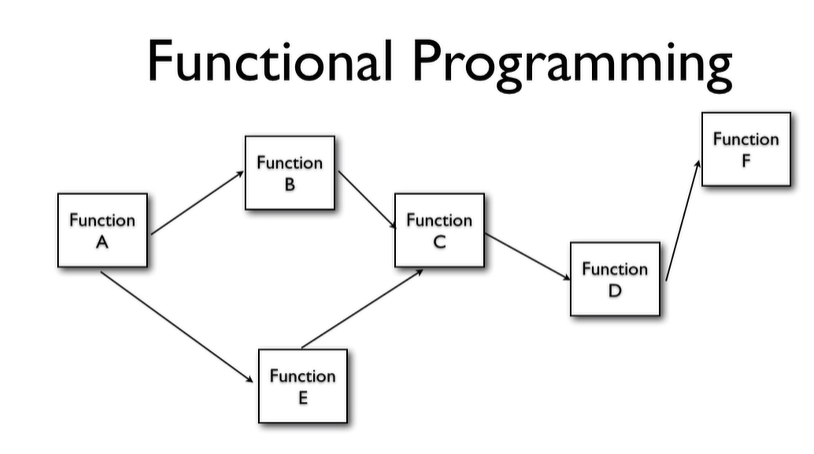 Functional Programming
Function
A
Function
B
Function
C
Function
D
Function
E
Function
F